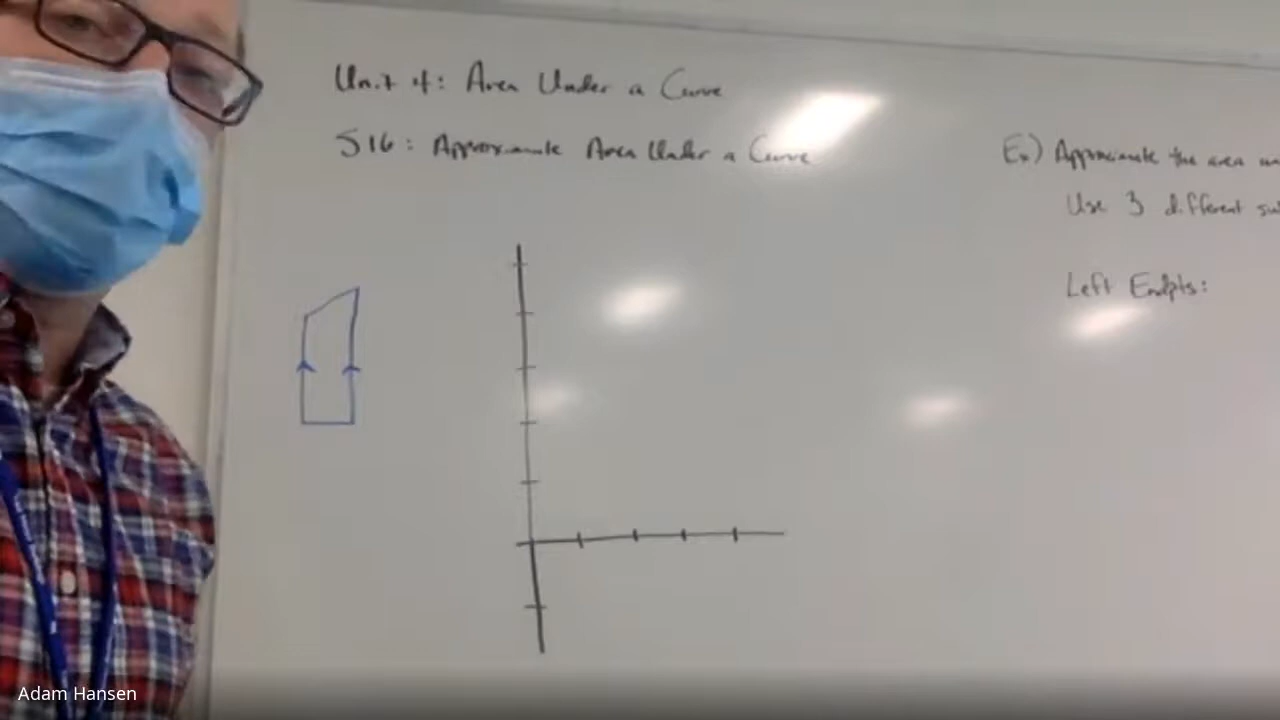 Unit 4: Area Under a Curve
S16: Approximate Area Under a Curve
Ex) Approximate the area
Use 3 different
Left Endpts:
Adam Hansen